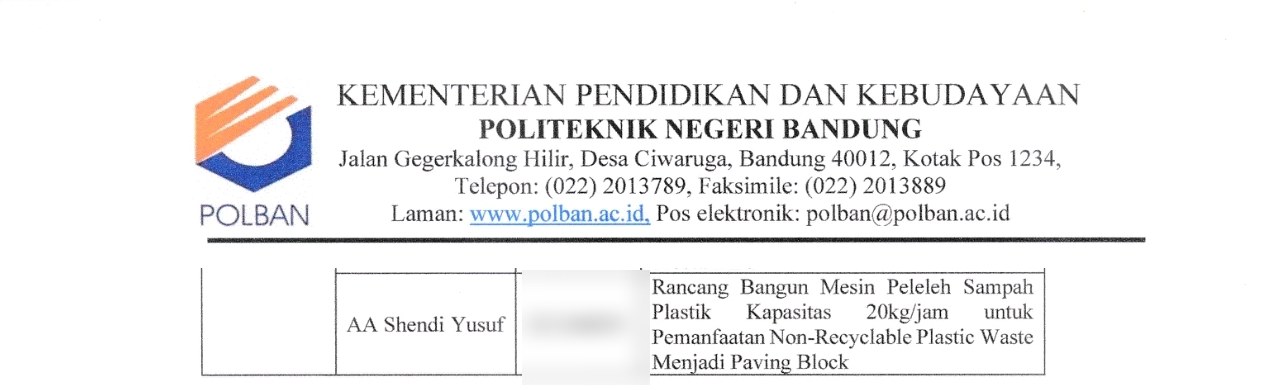 KEMENTERIAN PENDIDIKAN DAN KEBUDAYAAN
POLITEKNIK NEGERI BANDUNG
Jalan Gegerkalong Hilir, Desa Ciwaruga, Bandung 40012, Kotak Pos 1234,
Telepon: (022) 2013789, Faksimile: (022) 2013889
Laman: www.polban.ac.id, Pos elektronik: polban@polban.ac.id
POLBAN
AA Shendi Yusuf
Rancang Bangun Mesin Peleleh Sampah
Plastik Kapasitas 20kg/jam untuk
Pemanfaatan Non-Recyclable Plastic Waste
Menjadi Paving Block